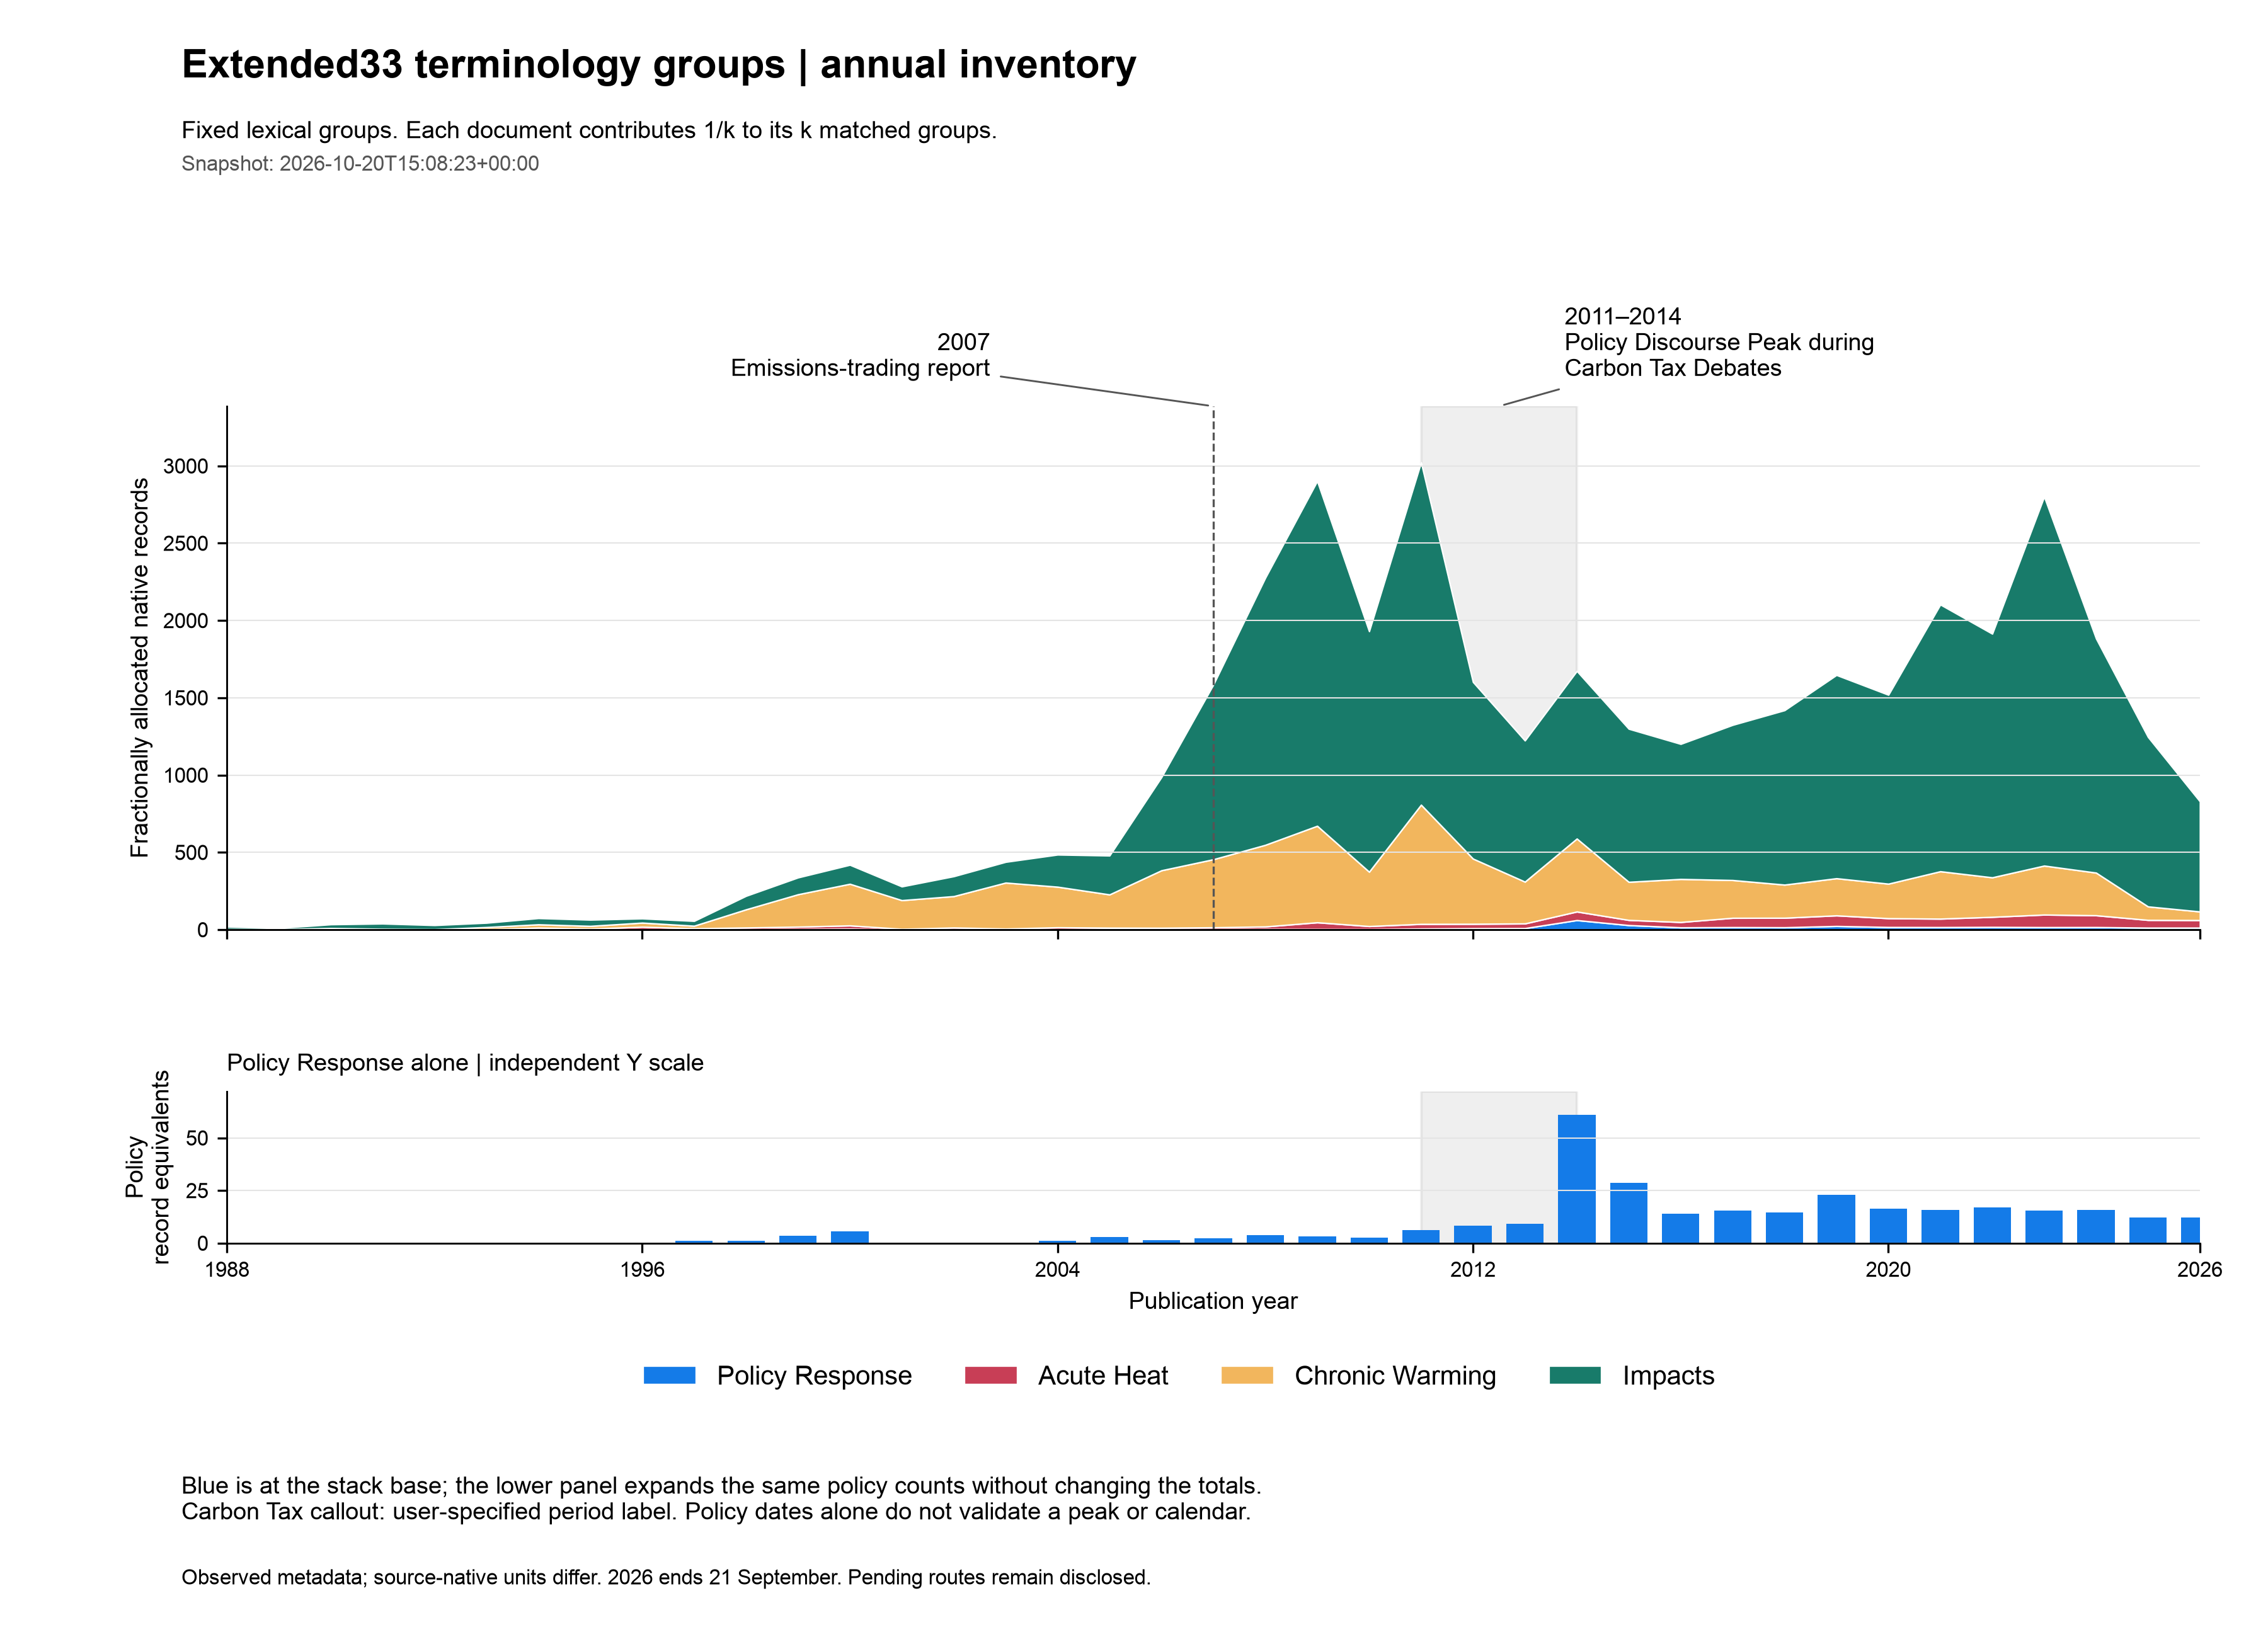 Extended33 terminology groups | annual inventory
Fixed lexical groups. Each document contributes 1/k to its k matched groups.
Snapshot: 2026-10-20T15:08:23+00:00
2007
Emissions-trading report
2011–2014
Policy Discourse Peak during
Carbon Tax Debates
Fractionally allocated native records
3000
2500
2000
1500
1000
500
0
Policy Response alone | independent Y scale
Policy
record equivalents
50
25
0
1988
1996
2004
2012
2020
2026
Publication year
Policy Response
Acute Heat
Chronic Warming
Impacts
Blue is at the stack base; the lower panel expands the same policy counts without changing the totals.
Carbon Tax callout: user-specified period label. Policy dates alone do not validate a peak or calendar.
Observed metadata; source-native units differ. 2026 ends 21 September. Pending routes remain disclosed.